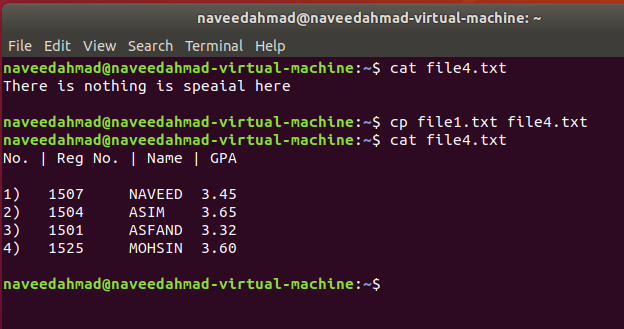 naveedahmad@naveedahmad-virtual-machine: ~
File Edit View Search Terminal Help
naveedahmad@naveedahmad-virtual-machine:~$ cat file4.txt
There is nothing is speaial here
naveedahmad@naveedahmad-virtual-machine:~$ cp file1.txt file4.txt
naveedahmad@naveedahmad-virtual-machine:~$ cat file4.txt
No. | Reg No. | Name | GPA
1) 1507 NAVEED 3.45
2) 1504 ASIM 3.65
3) 1501 ASFAND 3.32
4) 1525 MOHSIN 3.60
naveedahmad@naveedahmad-virtual-machine:~$